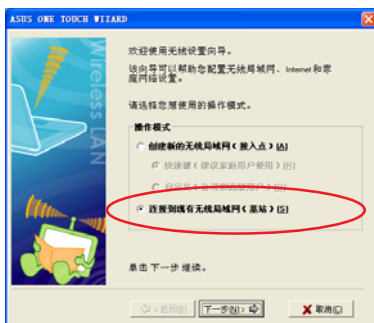 ASUS ONE TOUCH WIZARD
Wireless LAN
欢迎使用无线设置向导。
该向导可以帮助您配置无线局域网、Internet和家
庭网络设置。
请选择您想使用的操作模式。
操作模式
创建新的无线局域网(接入点)(A)
快速键(建议家庭用户使用)(H)
连接到现有无线局域网(基站)(S)
单击下一步继续。
<(返回B)
下一步(N)>
取消(C)